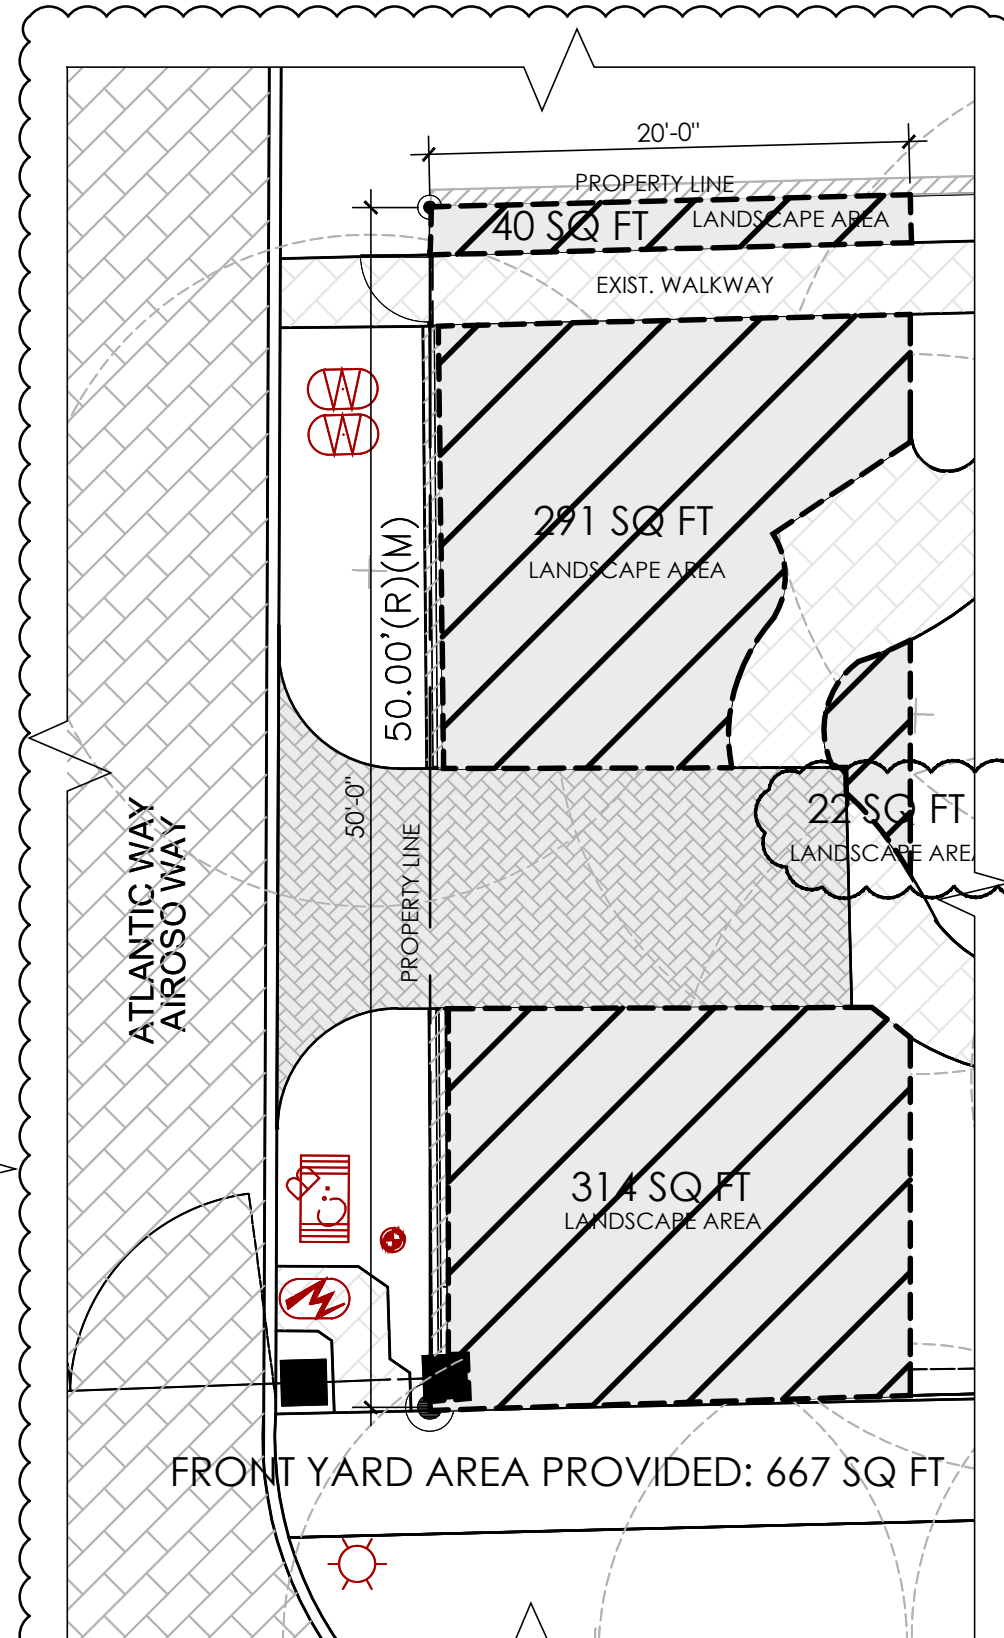 20'-0"
PROPERTY LINE
40 SQ FT
LANDSCAPE AREA
EXIST. WALKWAY
291 SQ FT
LANDSCAPE AREA
50.00'(R)(M)
50'-0"
PROPERTY LINE
22 SQ FT
LANDSCAPE AREA
ATLANTIC WAY
AIROSO WAY
314 SQ FT
LANDSCAPE AREA
FRONT YARD AREA PROVIDED: 667 SQ FT